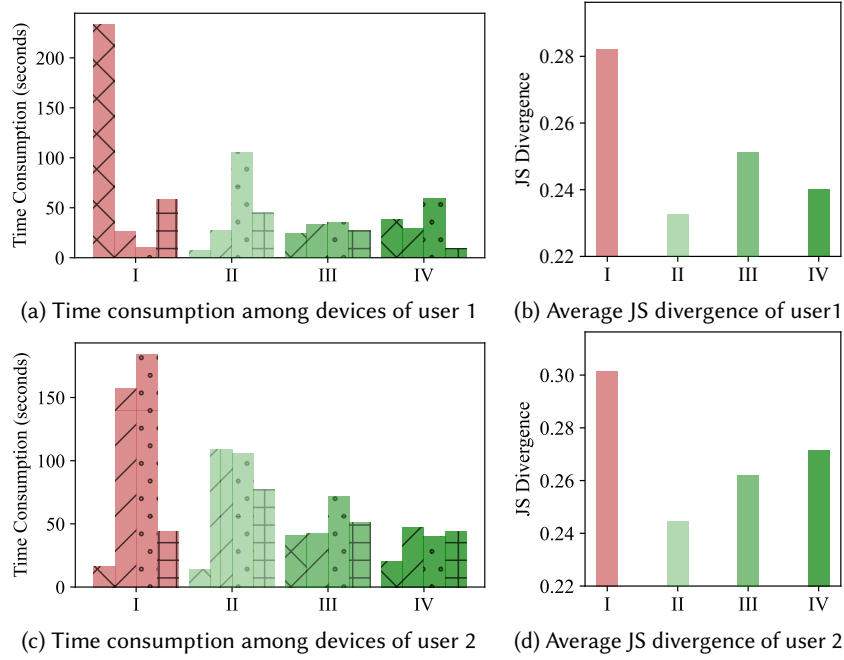 Time Consumption (seconds)
200
150
100
50
0
I II III IV
(a) Time consumption among devices of user 1
JS Divergence
0.28
0.26
0.24
0.22
I II III IV
(b) Average JS divergence of user1
Time Consumption (seconds)
150
100
50
0
I II III IV
(c) Time consumption among devices of user 2
JS Divergence
0.30
0.28
0.26
0.24
0.22
I II III IV
(d) Average JS divergence of user 2